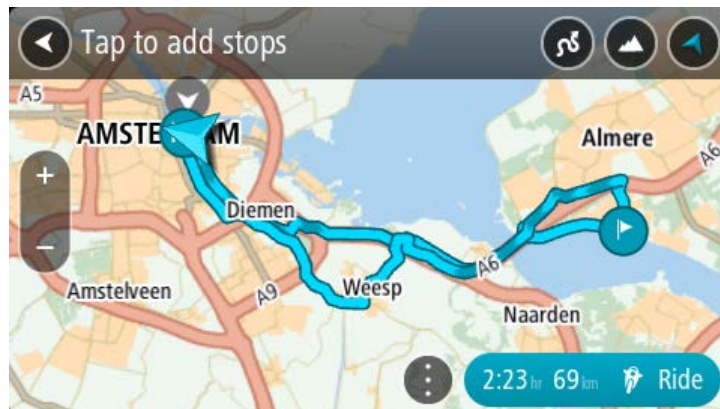 Tap to add stops
A5
AMSTE AM
Almere
A6
+
Diemen
−
Amstelveen
A9
Weesp
A6
Naarden
2:23 hr 69 km Ride